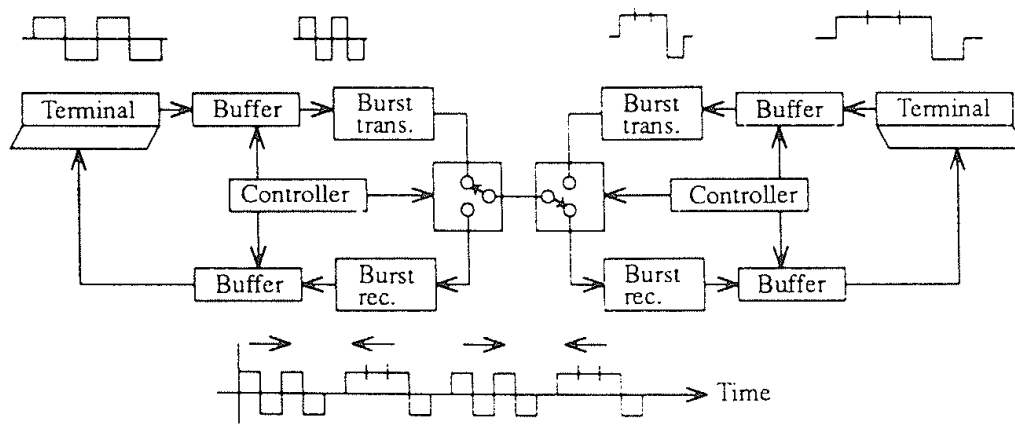 Terminal
Buffer
Burst
trans.
Burst
trans.
Buffer
Terminal
Controller
Controller
Buffer
Burst
rec.
Burst
rec.
Buffer
Time